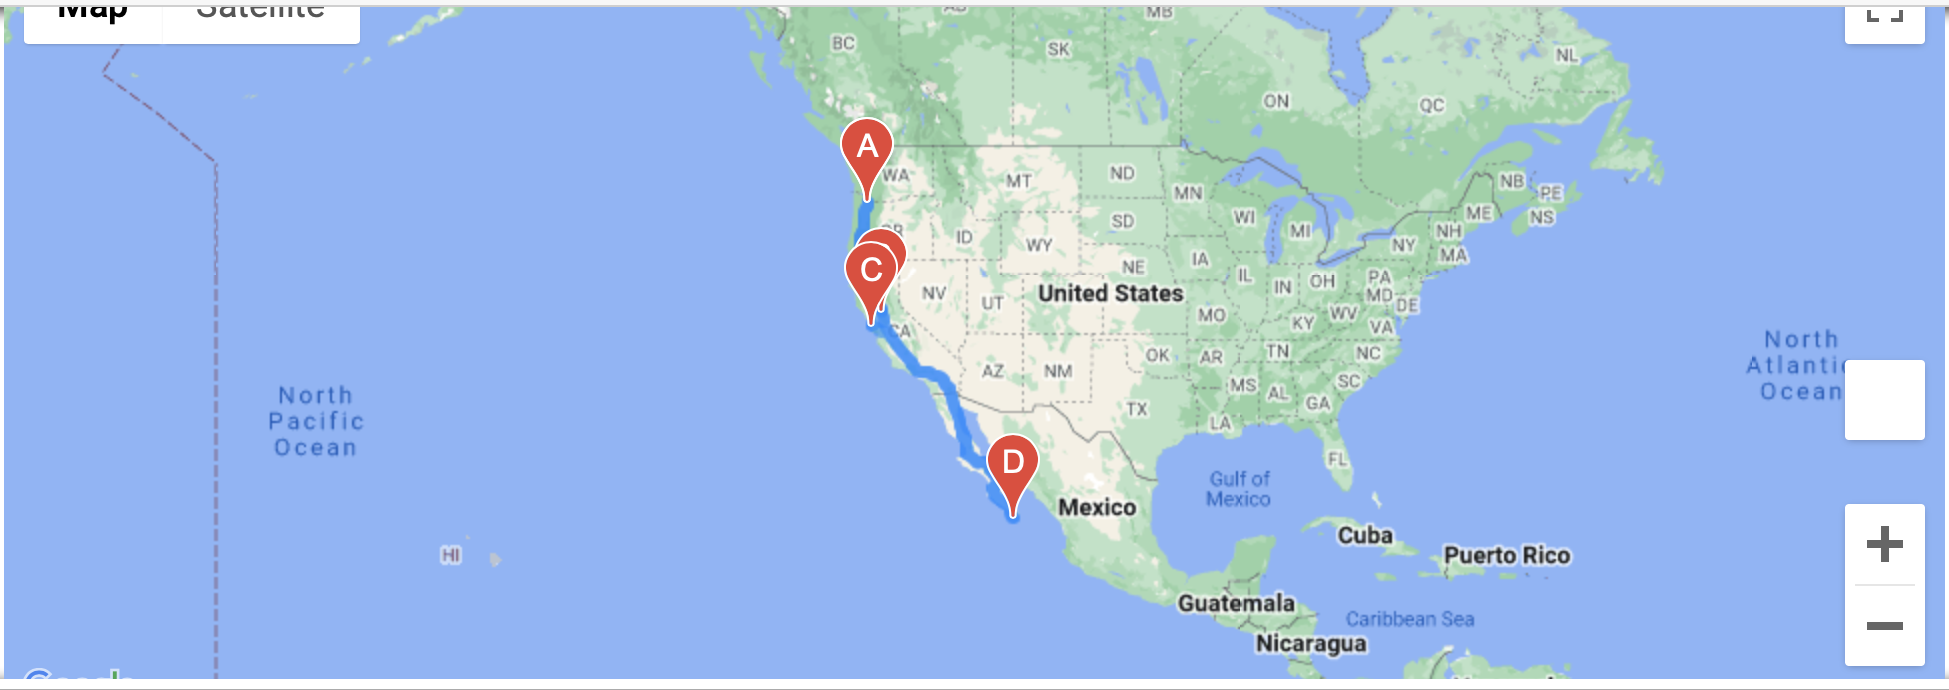 Map
Satellite
AB
MB
BC
SK
NL
ON
QC
A
WA
MT
ND
MN
NB
PE
OR
ID
SD
WI
MI
ME
NS
NH
NY
MA
WY
C
NE
IA
IL
IN
OH
PA
MD
DE
NV
UT
United States
CA
MO
KY
WV
VA
AZ
NM
OK
AR
TN
NC
TX
MS
AL
SC
GA
LA
North
Pacific
Ocean
North
Atlantic
Ocean
D
FL
Gulf of
Mexico
Mexico
HI
Cuba
Puerto Rico
Guatemala
Caribbean Sea
Nicaragua
Google